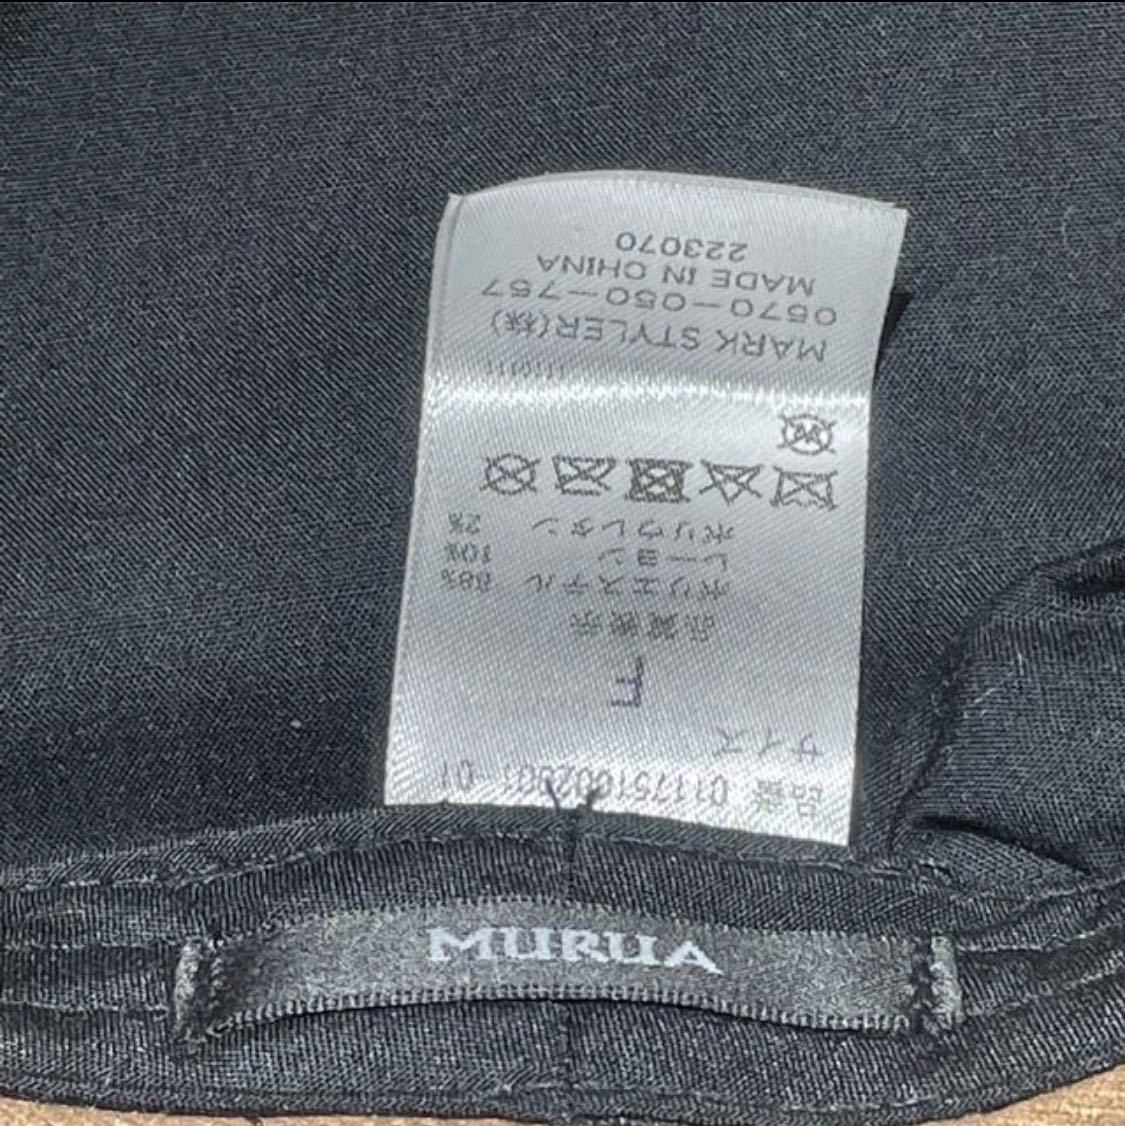 品番 011751002901-01
サイズ
F
品質表示
ポリエステル 88%
レーヨン 10%
ポリウレタン 2%
MARK STYLER(株)
0570-050-757
MADE IN CHINA
223070
MURUA